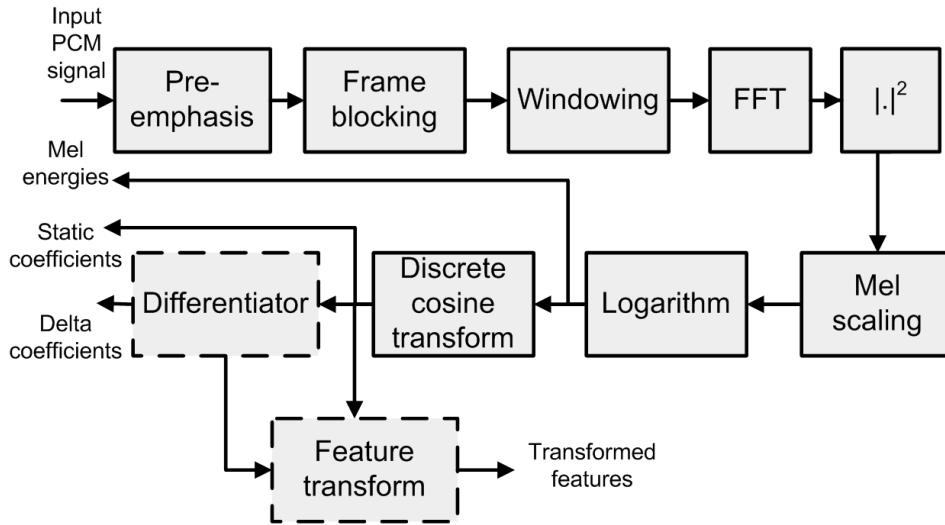 Input
PCM
signal
Pre-
emphasis
Frame
blocking
Windowing
FFT
|.|²
Mel
energies
Static
coefficients
Delta
coefficients
Differentiator
Discrete
cosine
transform
Logarithm
Mel
scaling
Feature
transform
Transformed
features